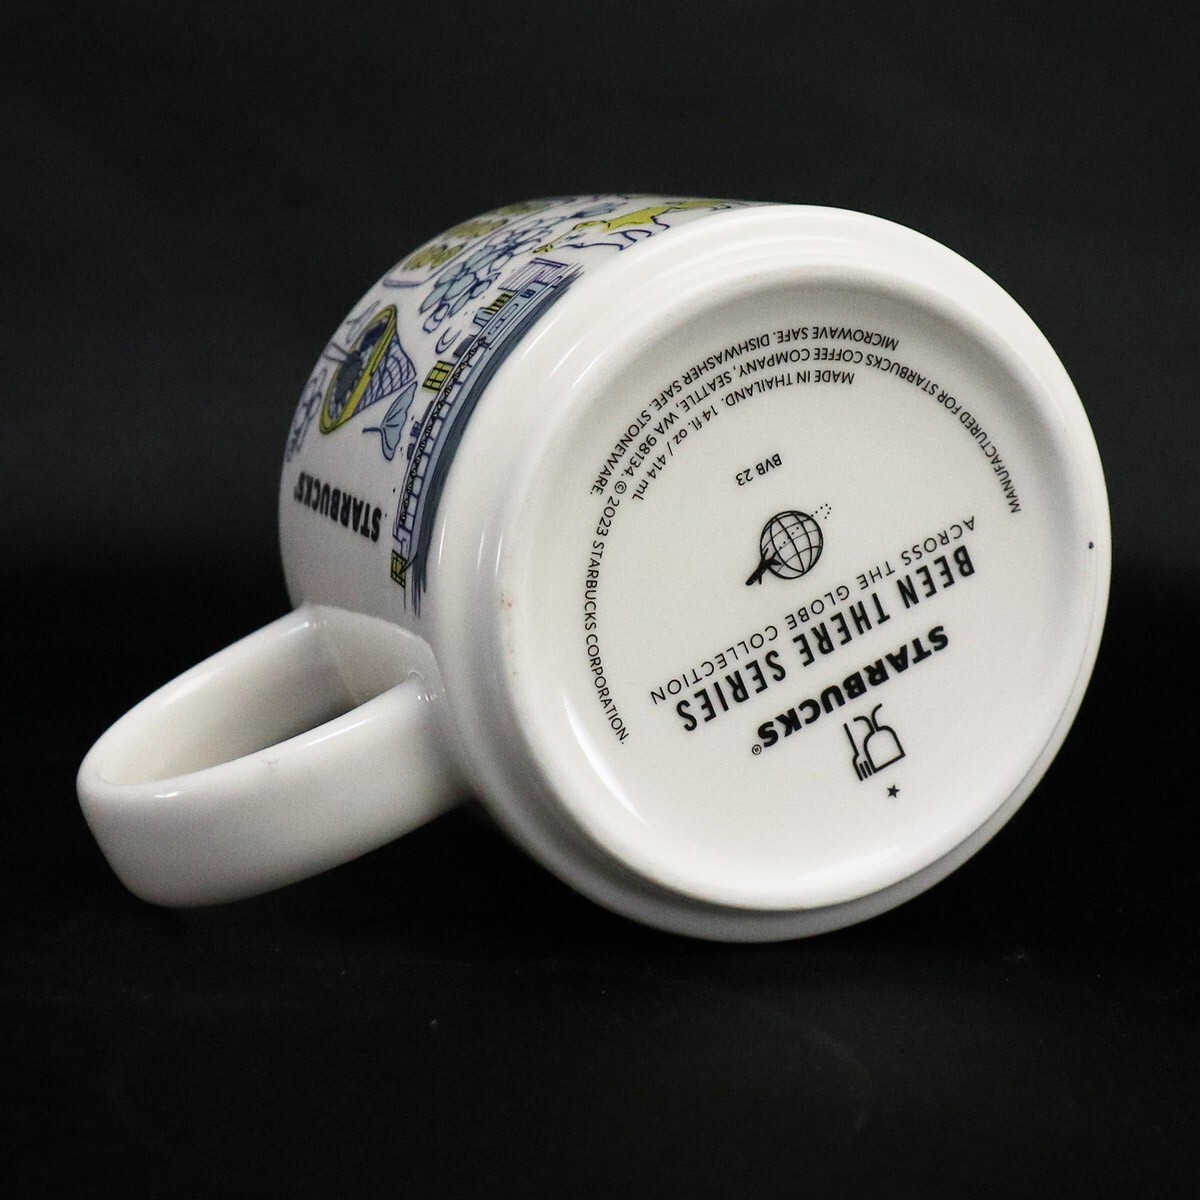 STARBUCKS®
BEEN THERE SERIES
ACROSS THE GLOBE COLLECTION
BVB 23
MANUFACTURED FOR STARBUCKS COFFEE COMPANY, SEATTLE, WA 98134. © 2023 STARBUCKS CORPORATION.
MICROWAVE SAFE. DISHWASHER SAFE. STONEWARE.
MADE IN THAILAND. 14 fl. oz / 414 mL
STARBUCKS®